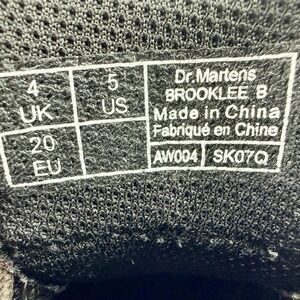 4
UK
5
US
20
EU
Dr.Martens
BROOKLEE B
Made in China
Fabriqué en Chine
AW004
SK07Q